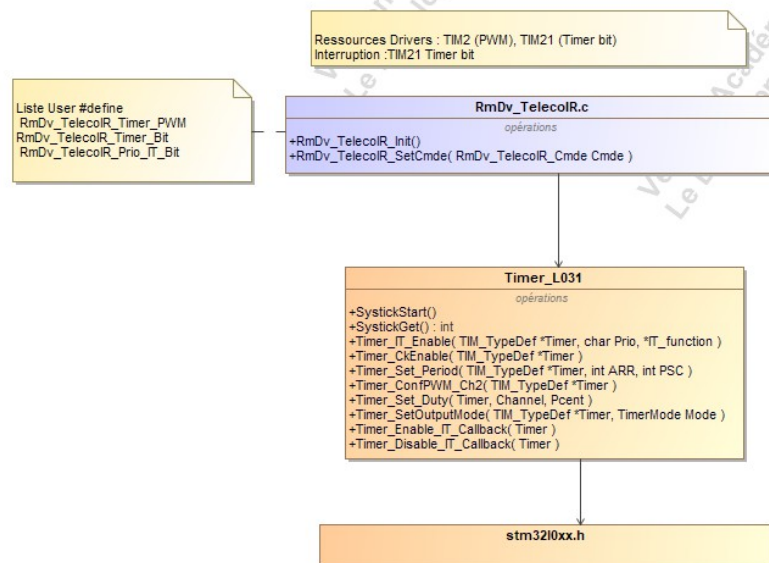 Ressources Drivers : TIM2 (PWM), TIM21 (Timer bit)
Interruption :TIM21 Timer bit
Liste User #define
RmDv_TelecoIR_Timer_PWM
RmDv_TelecoIR_Timer_Bit
RmDv_TelecoIR_Prio_IT_Bit
RmDv_TelecoIR.c
opérations
+RmDv_TelecoIR_Init()
+RmDv_TelecoIR_SetCmde( RmDv_TelecoIR_Cmde Cmde )
Timer_L031
opérations
+SystickStart()
+SystickGet() : int
+Timer_IT_Enable( TIM_TypeDef *Timer, char Prio, *IT_function )
+Timer_CkEnable( TIM_TypeDef *Timer )
+Timer_Set_Period( TIM_TypeDef *Timer, int ARR, int PSC )
+Timer_ConfPWM_Ch2( TIM_TypeDef *Timer )
+Timer_Set_Duty( Timer, Channel, Pcent )
+Timer_SetOutputMode( TIM_TypeDef *Timer, TimerMode Mode )
+Timer_Enable_IT_Callback( Timer )
+Timer_Disable_IT_Callback( Timer )
stm32l0xx.h